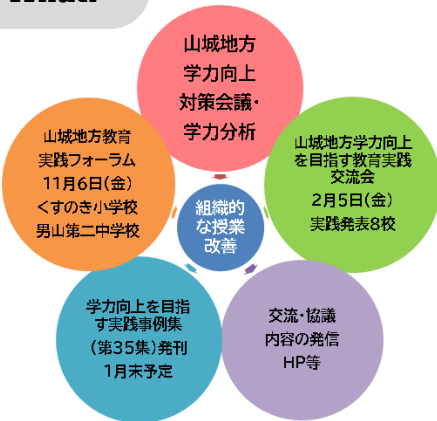 山城地方
学力向上
対策会議・
学力分析
山城地方教育
実践フォーラム
11月6日(金)
くすのき小学校
男山第二中学校
山城地方学力向上
を目指す教育実践
交流会
2月5日(金)
実践発表8校
組織的
な授業
改善
学力向上を目指
す実践事例集
(第35集)発刊
1月末予定
交流・協議
内容の発信
HP等